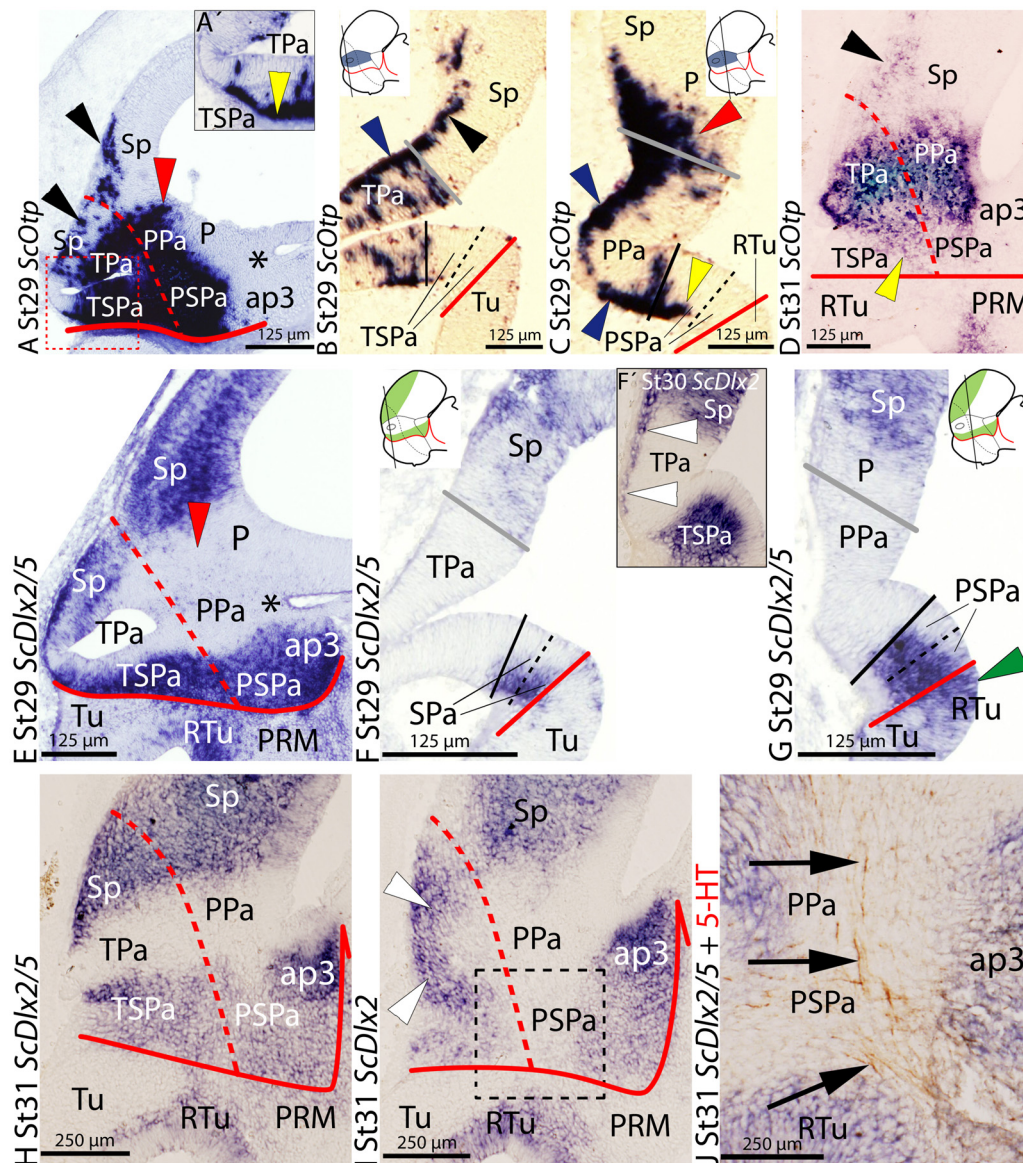 A St29 ScOtp
A´
TPa
TSPa
Sp
Sp
PPa
P
TPa
*
TSPa
PSPa
ap3
125 µm
B St29 ScOtp
Sp
TPa
TSPa
Tu
125 µm
C St29 ScOtp
Sp
P
PPa
RTu
PSPa
125 µm
D St31 ScOtp
Sp
PPa
TPa
ap3
TSPa
PSPa
RTu
PRM
125 µm
E St29 ScDlx2/5
Sp
P
Sp
PPa
*
TPa
ap3
TSPa
PSPa
Tu
RTu
PRM
125 µm
F St29 ScDlx2/5
Sp
TPa
SPa
Tu
125 µm
F´ St30 ScDlx2
Sp
TPa
TSPa
G St29 ScDlx2/5
Sp
P
PPa
PSPa
RTu
Tu
125 µm
H St31 ScDlx2/5
Sp
Sp
PPa
TPa
ap3
TSPa
PSPa
Tu
RTu
PRM
250 µm
I St31 ScDlx2
Sp
PPa
ap3
PSPa
Tu
RTu
PRM
250 µm
J St31 ScDlx2/5 + 5-HT
PPa
ap3
PSPa
RTu
250 µm